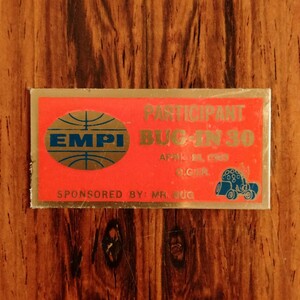 PARTICIPANT
EMPI
BUG-IN 30
O.C.I.R.
SPONSORED BY: MR. BUG